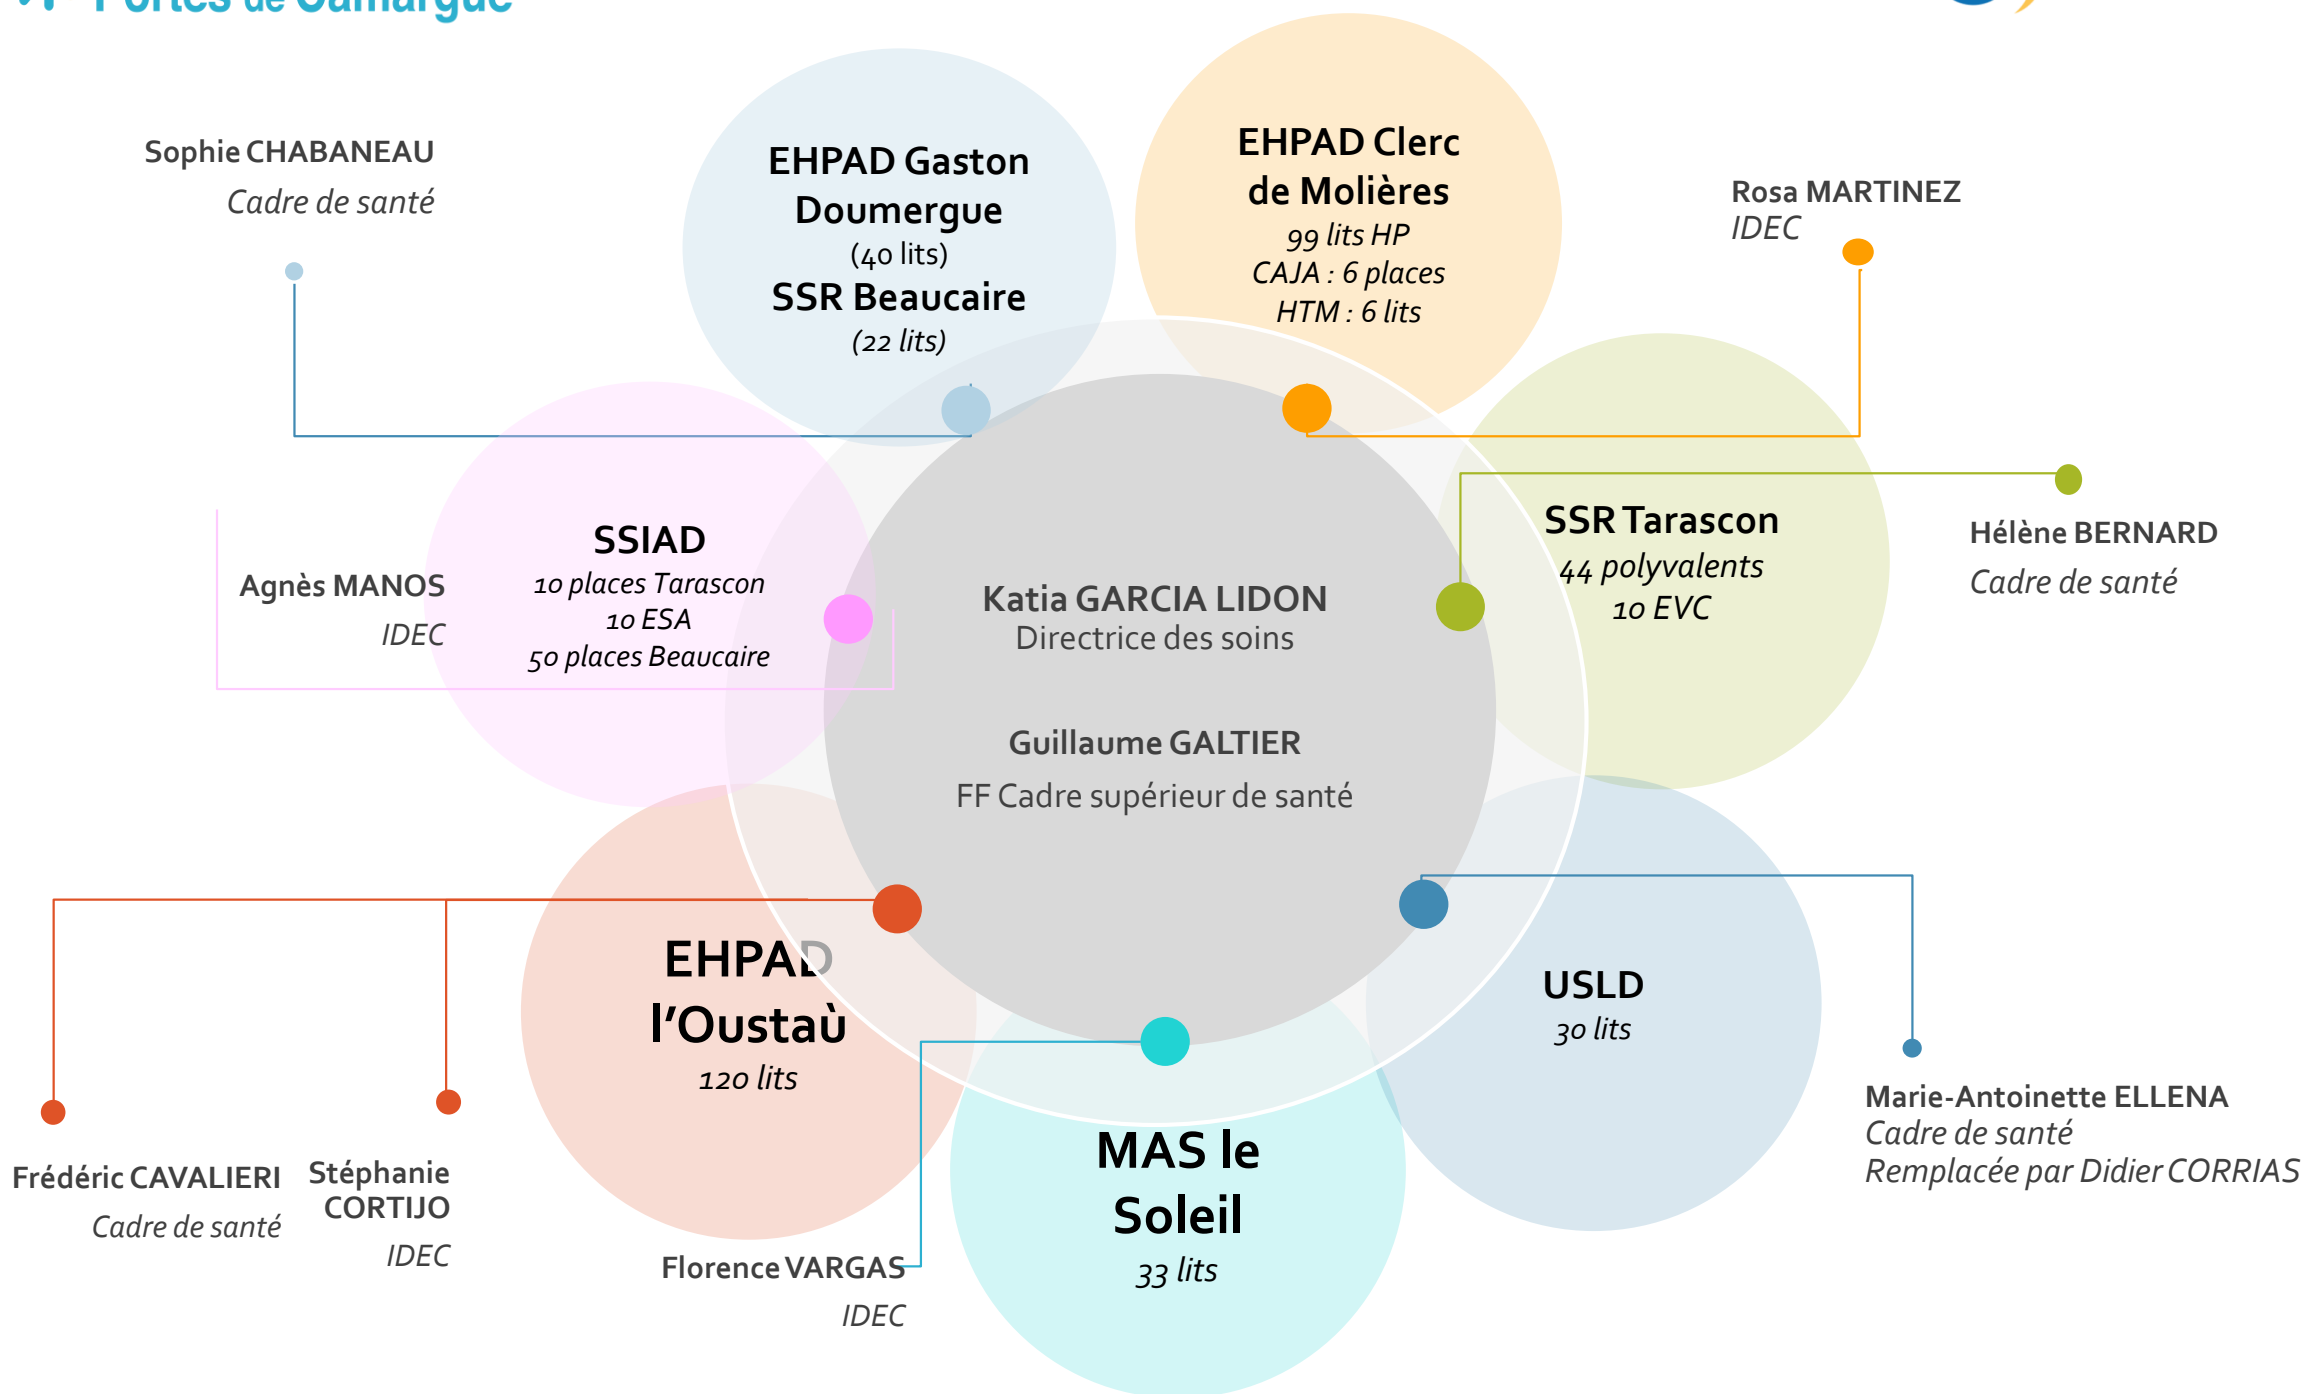 Portes de Camargue
Sophie CHABANEAU
Cadre de santé
EHPAD Gaston
Doumergue
(40 lits)
SSR Beaucaire
(22 lits)
EHPAD Clerc
de Molières
99 lits HP
CAJA : 6 places
HTM : 6 lits
Rosa MARTINEZ
IDEC
SSIAD
10 places Tarascon
10 ESA
50 places Beaucaire
Agnès MANOS
IDEC
Katia GARCIA LIDON
Directrice des soins
Guillaume GALTIER
FF Cadre supérieur de santé
SSR Tarascon
44 polyvalents
10 EVC
Hélène BERNARD
Cadre de santé
EHPAD
l’Oustaù
120 lits
USLD
30 lits
Marie-Antoinette ELLENA
Cadre de santé
Remplacée par Didier CORRIAS
Frédéric CAVALIERI
Cadre de santé
Stéphanie
CORTIJO
IDEC
MAS le
Soleil
33 lits
Florence VARGAS
IDEC